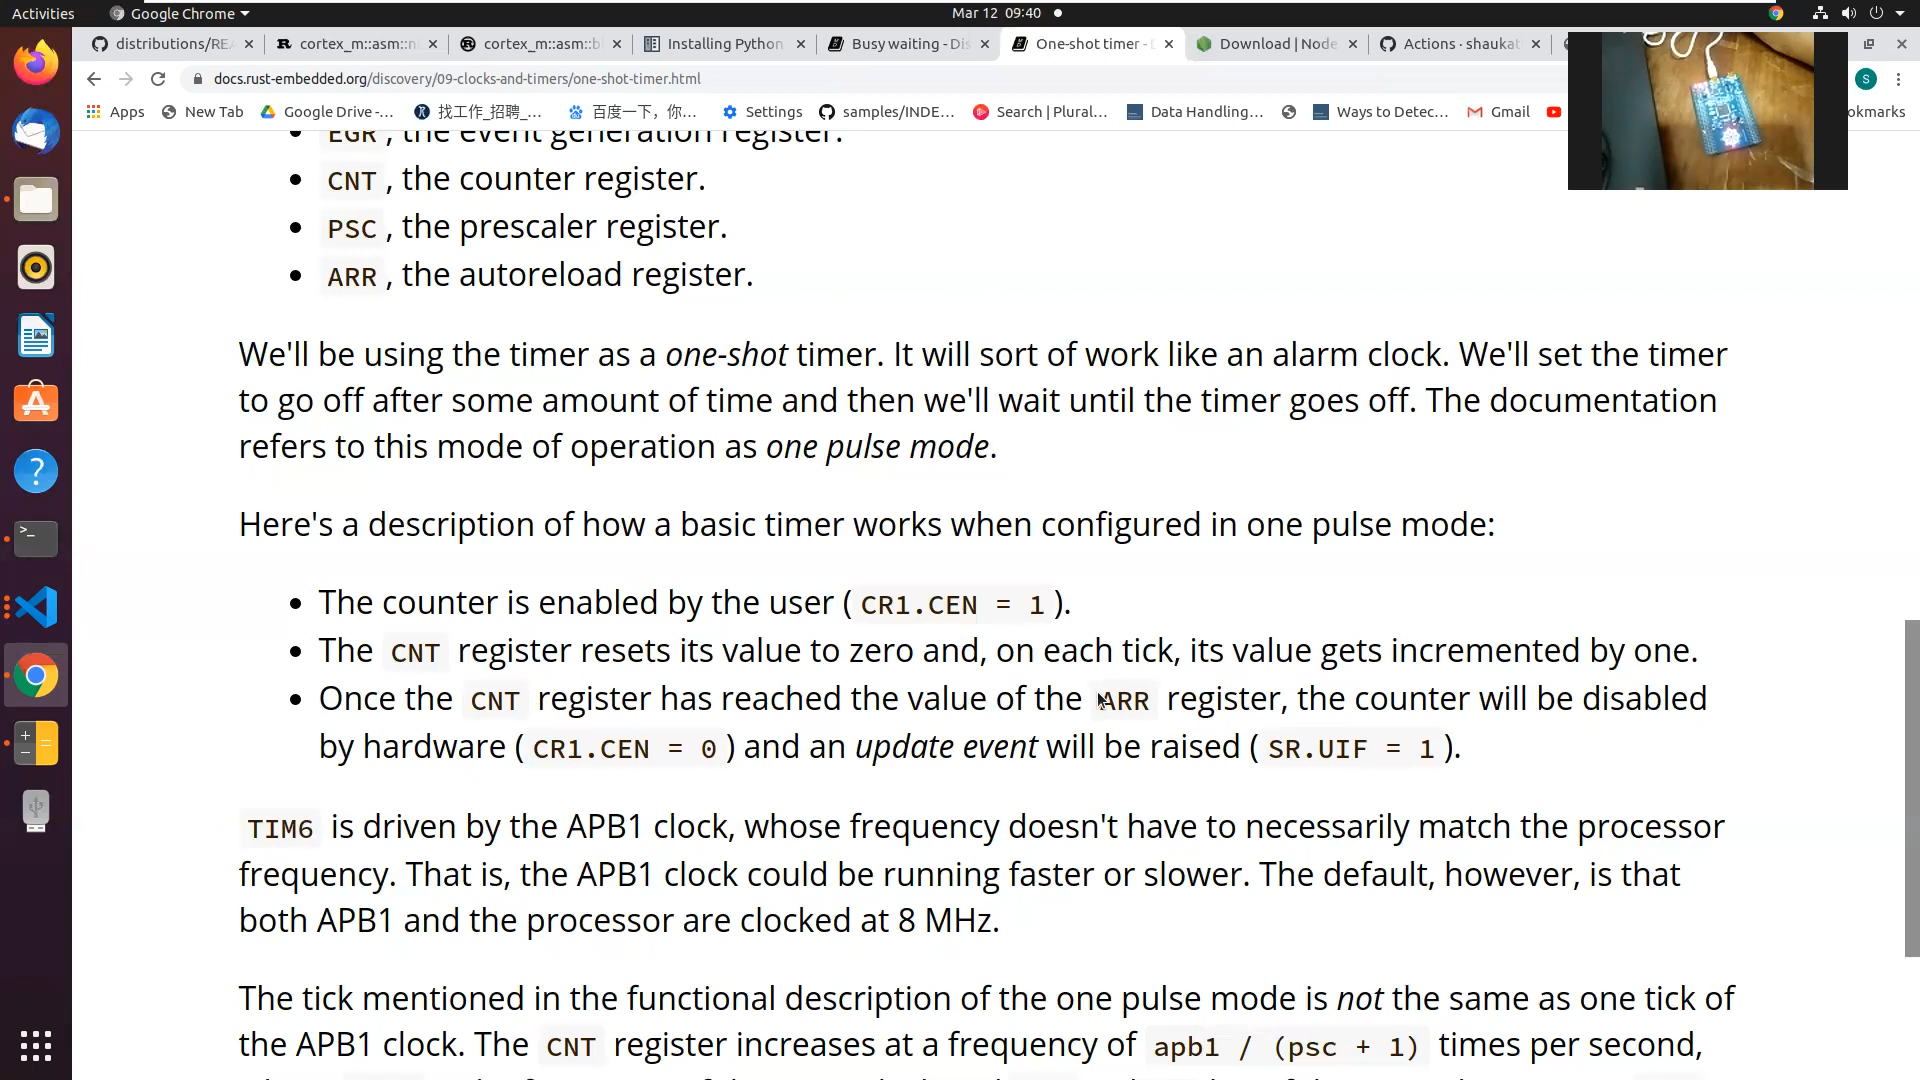 Activities Google Chrome Mar 12 09:40
distributions/REA cortex_m::asm::n cortex_m::asm::b Installing Python Busy waiting - Dis One-shot timer - D Download | Node Actions · shaukat
docs.rust-embedded.org/discovery/09-clocks-and-timers/one-shot-timer.html S
Apps New Tab Google Drive -... 找工作_招聘_... 百度一下，你... Settings samples/INDE... Search | Plural... Data Handling... Ways to Detec... Gmail ookmarks
EGR , the event generation register.
CNT , the counter register.
PSC , the prescaler register.
ARR , the autoreload register.
We'll be using the timer as a one-shot timer. It will sort of work like an alarm clock. We'll set the timer
to go off after some amount of time and then we'll wait until the timer goes off. The documentation
refers to this mode of operation as one pulse mode.
Here's a description of how a basic timer works when configured in one pulse mode:
The counter is enabled by the user ( CR1.CEN = 1 ).
The CNT register resets its value to zero and, on each tick, its value gets incremented by one.
Once the CNT register has reached the value of the ARR register, the counter will be disabled
by hardware ( CR1.CEN = 0 ) and an update event will be raised ( SR.UIF = 1 ).
TIM6 is driven by the APB1 clock, whose frequency doesn't have to necessarily match the processor
frequency. That is, the APB1 clock could be running faster or slower. The default, however, is that
both APB1 and the processor are clocked at 8 MHz.
The tick mentioned in the functional description of the one pulse mode is not the same as one tick of
the APB1 clock. The CNT register increases at a frequency of apb1 / (psc + 1) times per second,